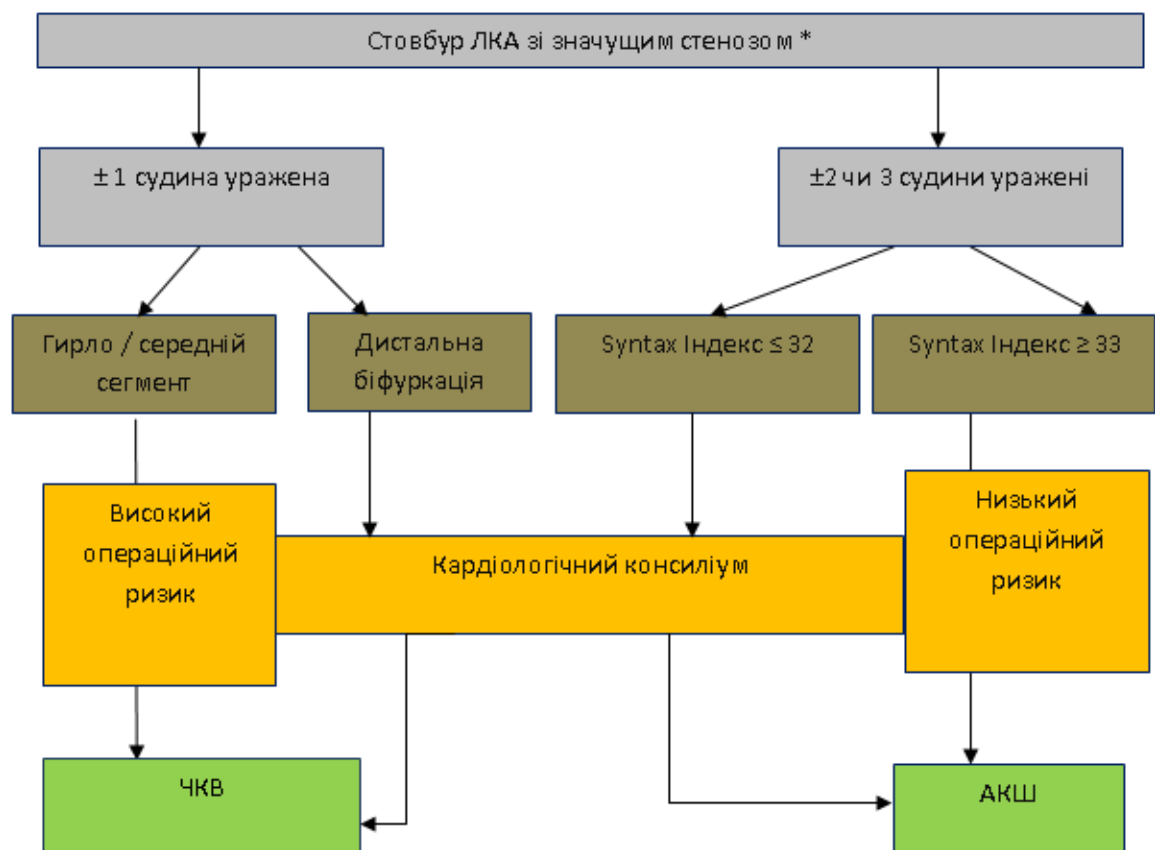 Стовбур ЛКА зі значущим стенозом *
± 1 судина уражена
±2 чи 3 судини уражені
Гирло / середній
сегмент
Дистальна
біфуркація
Syntax Індекс ≤ 32
Syntax Індекс ≥ 33
Високий
операційний
ризик
Кардіологічний консиліум
Низький
операційний
ризик
ЧКВ
АКШ